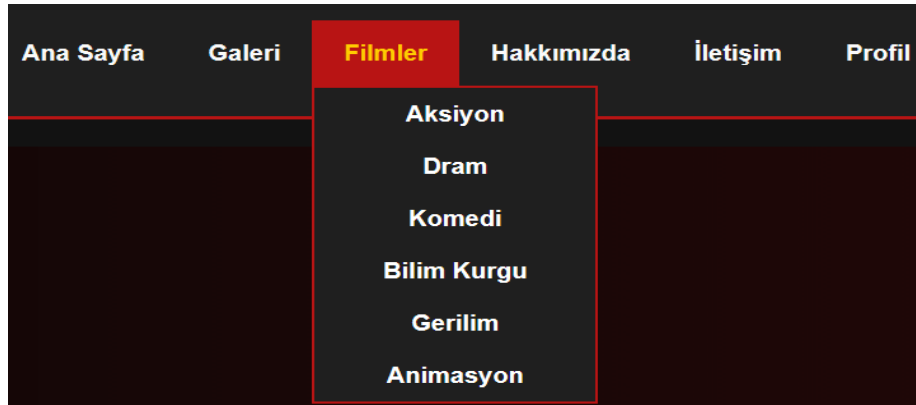 Ana Sayfa Galeri Filmler Hakkımızda İletişim Profil
Aksiyon
Dram
Komedi
Bilim Kurgu
Gerilim
Animasyon